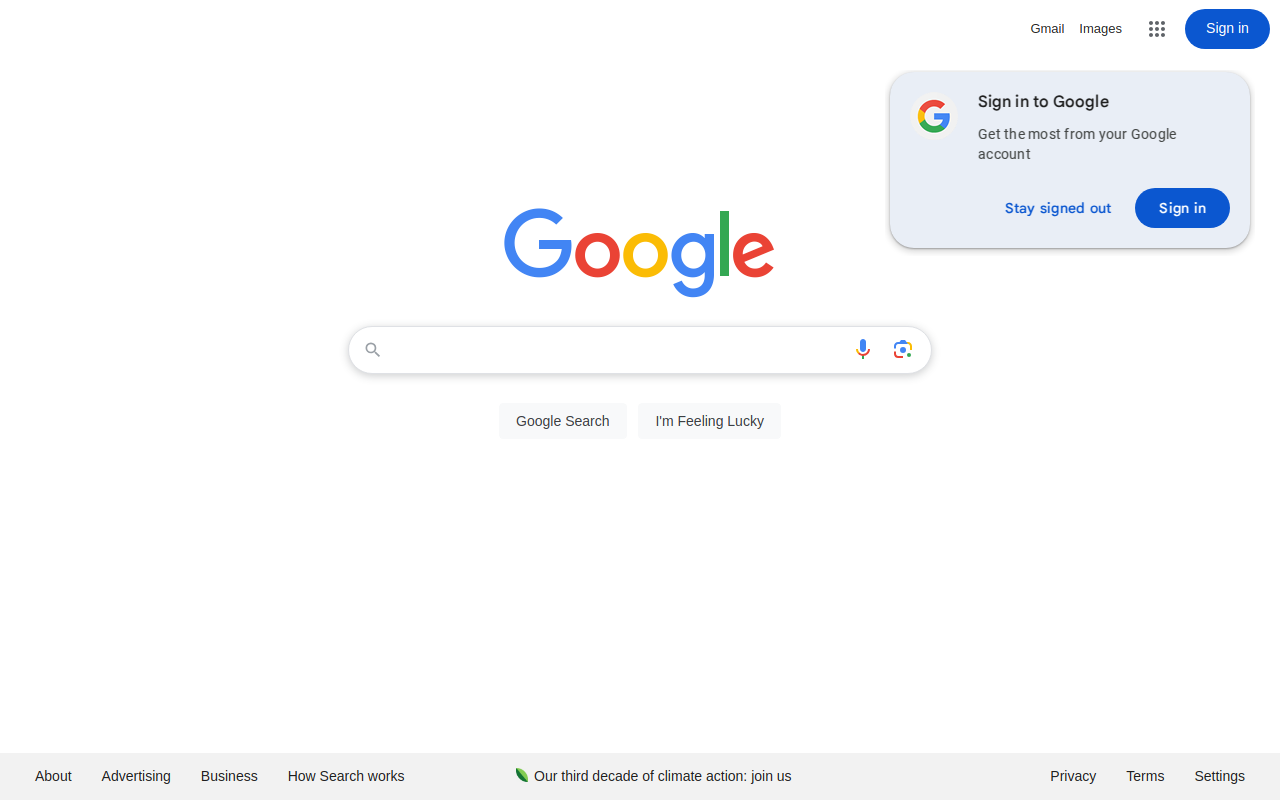 Gmail Images Sign in
Sign in to Google
Get the most from your Google
account
Stay signed out Sign in
Google
Google Search I'm Feeling Lucky
About Advertising Business How Search works Our third decade of climate action: join us Privacy Terms Settings